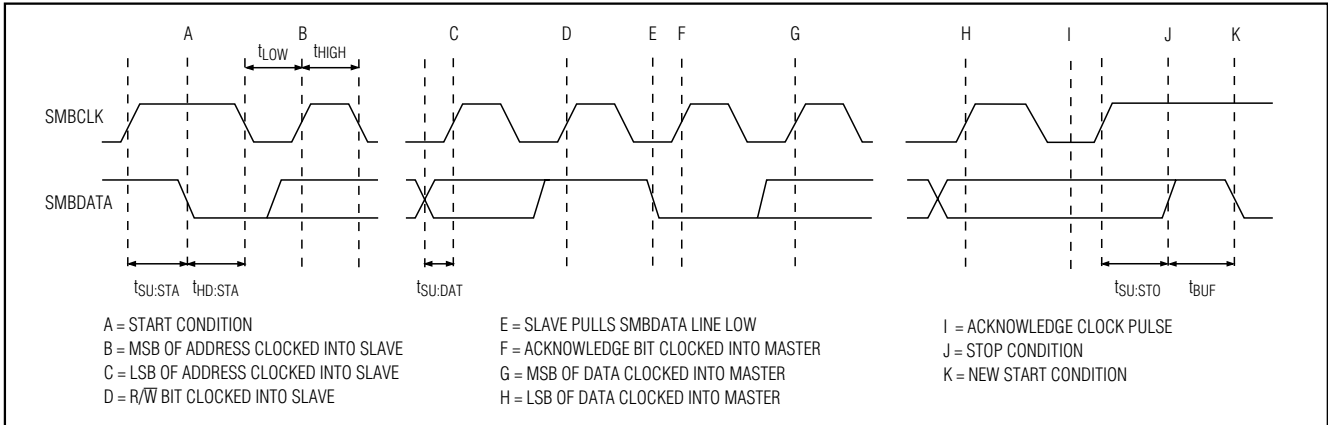 A B C D E F G H I J K
tLOW tHIGH
SMBCLK
SMBDATA
tSU:STA tHD:STA tSU:DAT tSU:STO tBUF
A = START CONDITION
B = MSB OF ADDRESS CLOCKED INTO SLAVE
C = LSB OF ADDRESS CLOCKED INTO SLAVE
D = R/W̅ BIT CLOCKED INTO SLAVE
E = SLAVE PULLS SMBDATA LINE LOW
F = ACKNOWLEDGE BIT CLOCKED INTO MASTER
G = MSB OF DATA CLOCKED INTO MASTER
H = LSB OF DATA CLOCKED INTO MASTER
I = ACKNOWLEDGE CLOCK PULSE
J = STOP CONDITION
K = NEW START CONDITION